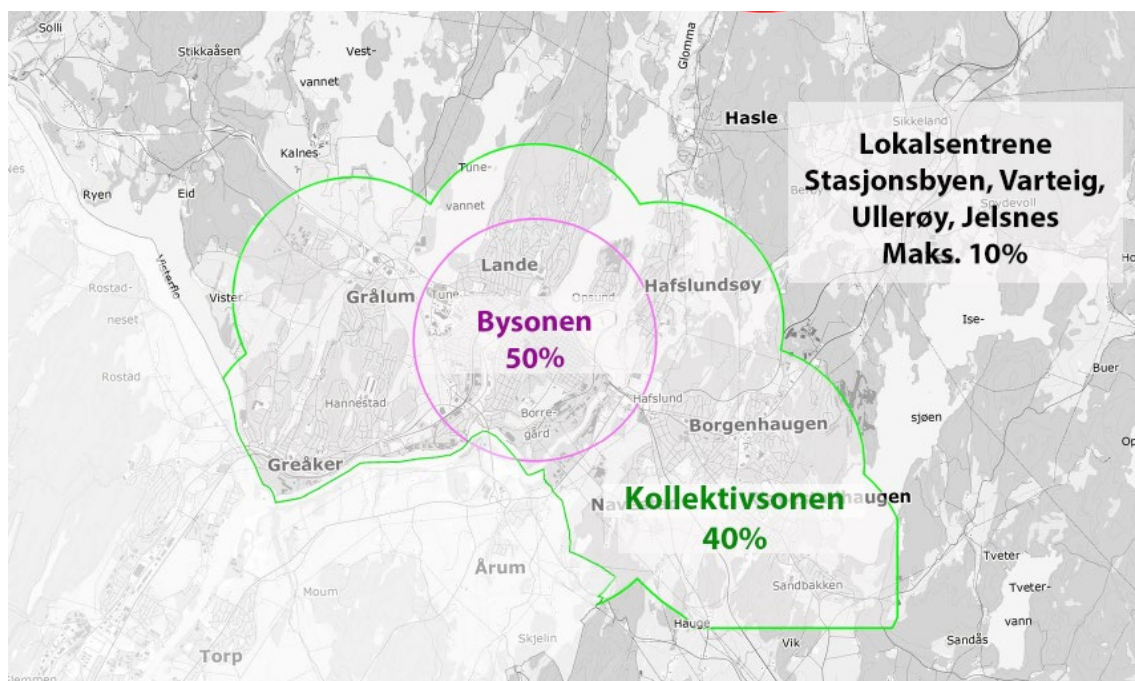 Solli
Stikkaåsen
Vest-
vannet
Glomma
Hasle
Sikkeland
Lokalsentrene
Stasjonsbyen, Varteig,
Ullerøy, Jelsnes
Maks. 10%
Kalnes
Tune-
vannet
Ryen
Eid
Visterflo
Vister
Rostad-
neset
Rostad
Lande
Opsund
Hafslundsøy
Grålum
Tune
Bysonen
50%
Ise-
sjøen
Buer
Hannestad
Borre-
gård
Hafslund
Borgenhaugen
Greåker
Kollektivsonen
40%
Årum
Moum
Sandbakken
Tveter
Tveter-
vann
Skjelin
Hauge
Vik
Sandås
Torp